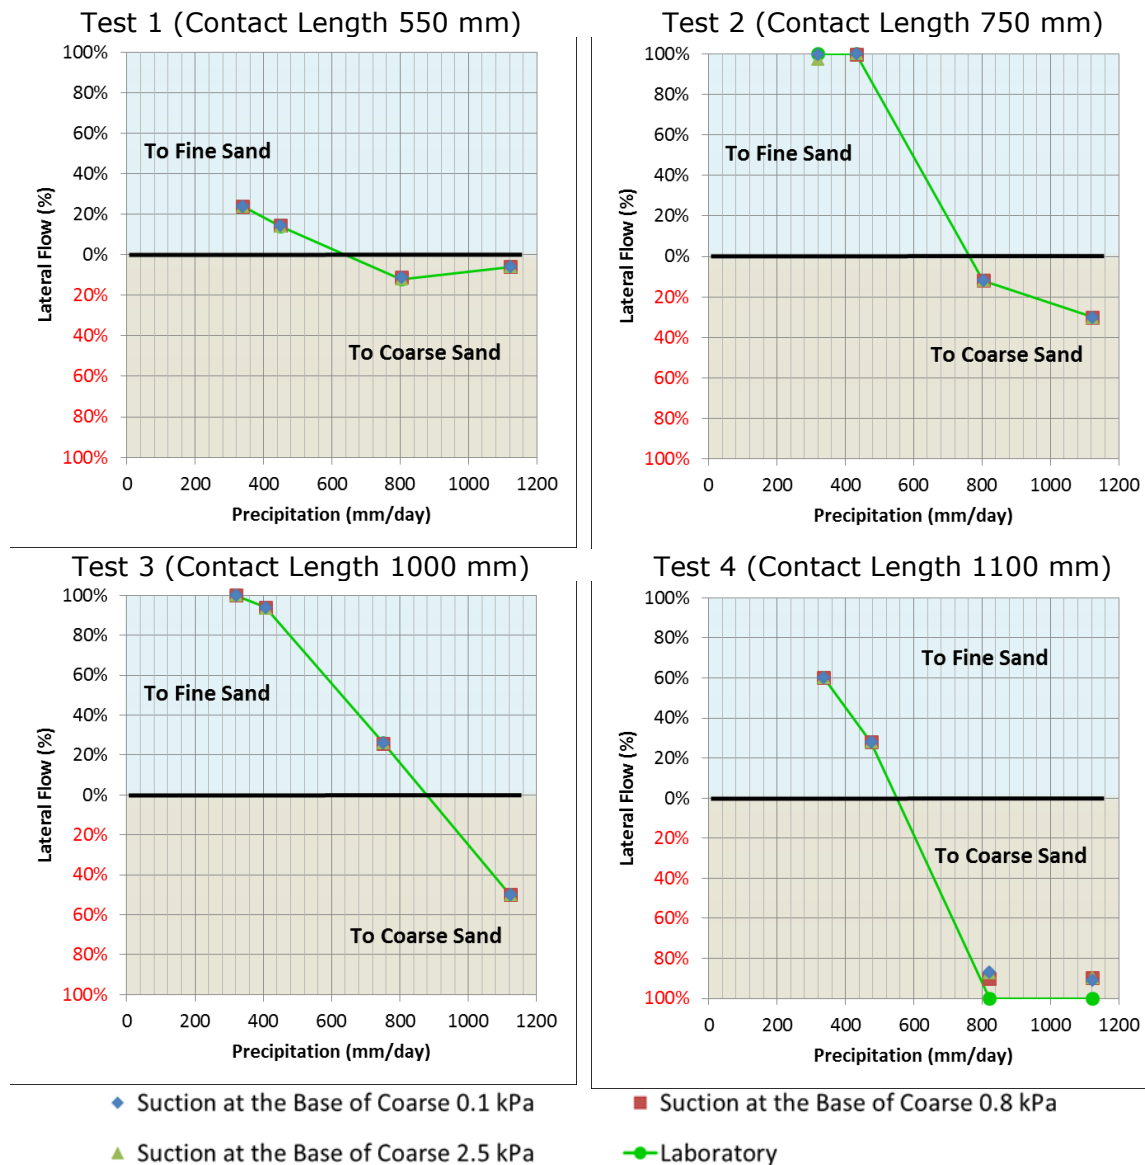 Test 1 (Contact Length 550 mm)
100%
80%
60%
40%
20%
0%
20%
40%
60%
80%
100%
Lateral Flow (%)
To Fine Sand
To Coarse Sand
0 200 400 600 800 1000 1200
Precipitation (mm/day)
Test 2 (Contact Length 750 mm)
100%
80%
60%
40%
20%
0%
20%
40%
60%
80%
100%
Lateral Flow (%)
To Fine Sand
To Coarse Sand
0 200 400 600 800 1000 1200
Precipitation (mm/day)
Test 3 (Contact Length 1000 mm)
100%
80%
60%
40%
20%
0%
20%
40%
60%
80%
100%
Lateral Flow (%)
To Fine Sand
To Coarse Sand
0 200 400 600 800 1000 1200
Precipitation (mm/day)
Test 4 (Contact Length 1100 mm)
100%
80%
60%
40%
20%
0%
20%
40%
60%
80%
100%
Lateral Flow (%)
To Fine Sand
To Coarse Sand
0 200 400 600 800 1000 1200
Precipitation (mm/day)
Suction at the Base of Coarse 0.1 kPa
Suction at the Base of Coarse 0.8 kPa
Suction at the Base of Coarse 2.5 kPa
Laboratory